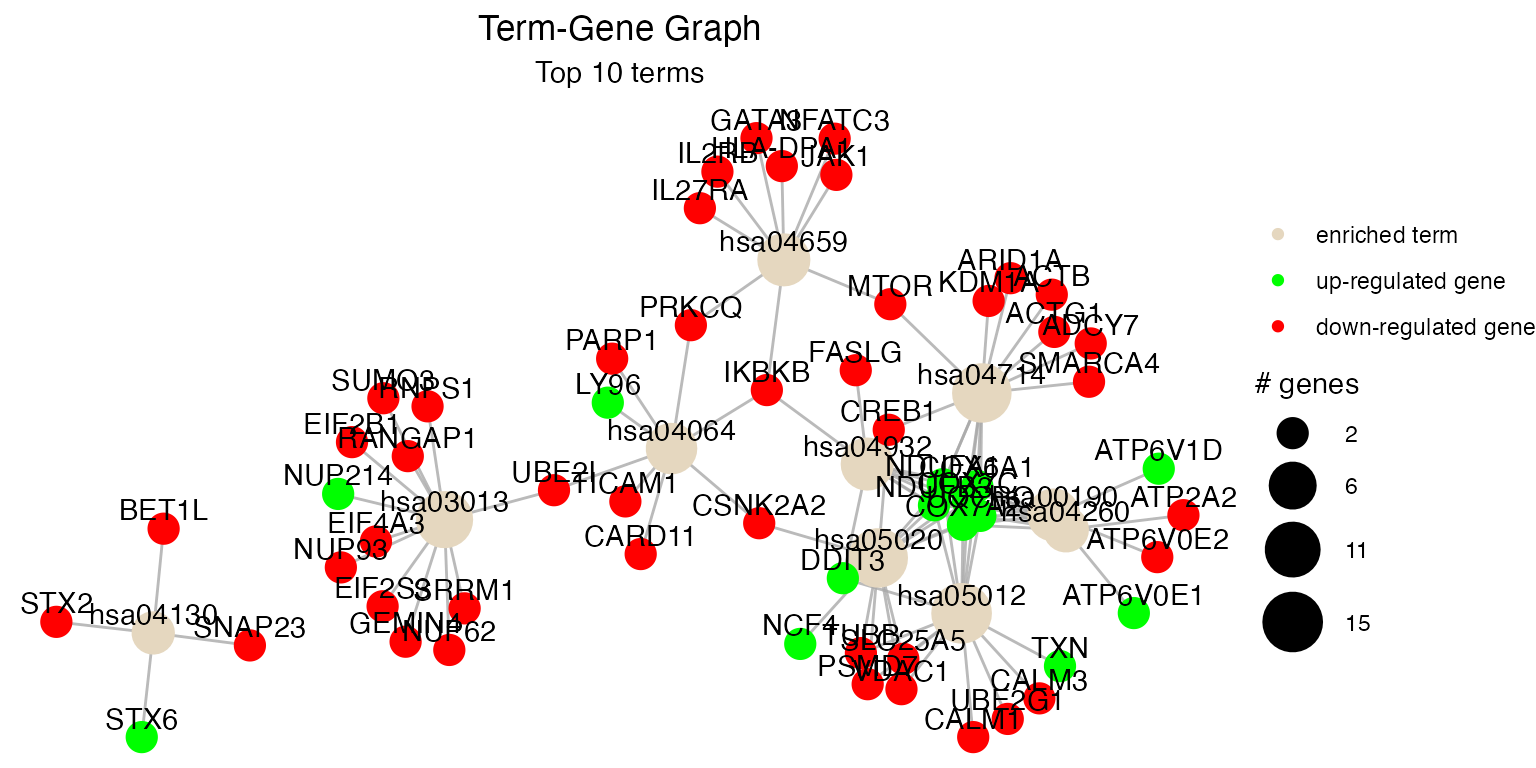 Term-Gene Graph
Top 10 terms
GATA3
NFATC3
IL2RB
HLA-DPA1
JAK1
IL27RA
hsa04659
enriched term
ARID1A
ACTB
KDM1A
MTOR
up-regulated gene
PRKCQ
ACTG1
ADCY7
down-regulated gene
PARP1
FASLG
SMARCA4
IKBKB
hsa04714
# genes
SUMO3
RNPS1
LY96
CREB1
2
EIF2B1
RANGAP1
hsa04064
hsa04932
ATP6V1D
NUP214
UBE2I
TICAM1
6
hsa03013
CSNK2A2
hsa00190
ATP2A2
BET1L
EIF4A3
hsa04260
CARD11
hsa05020
ATP6V0E2
NUP93
DDIT3
11
EIF2S3
SRRM1
hsa05012
ATP6V0E1
STX2
hsa04130
SNAP23
GEMIN4
NUP62
NCF4
TUBB
SLC25A5
15
TXN
PSMD7
VDAC1
CALM3
UBE2G1
STX6
CALM1